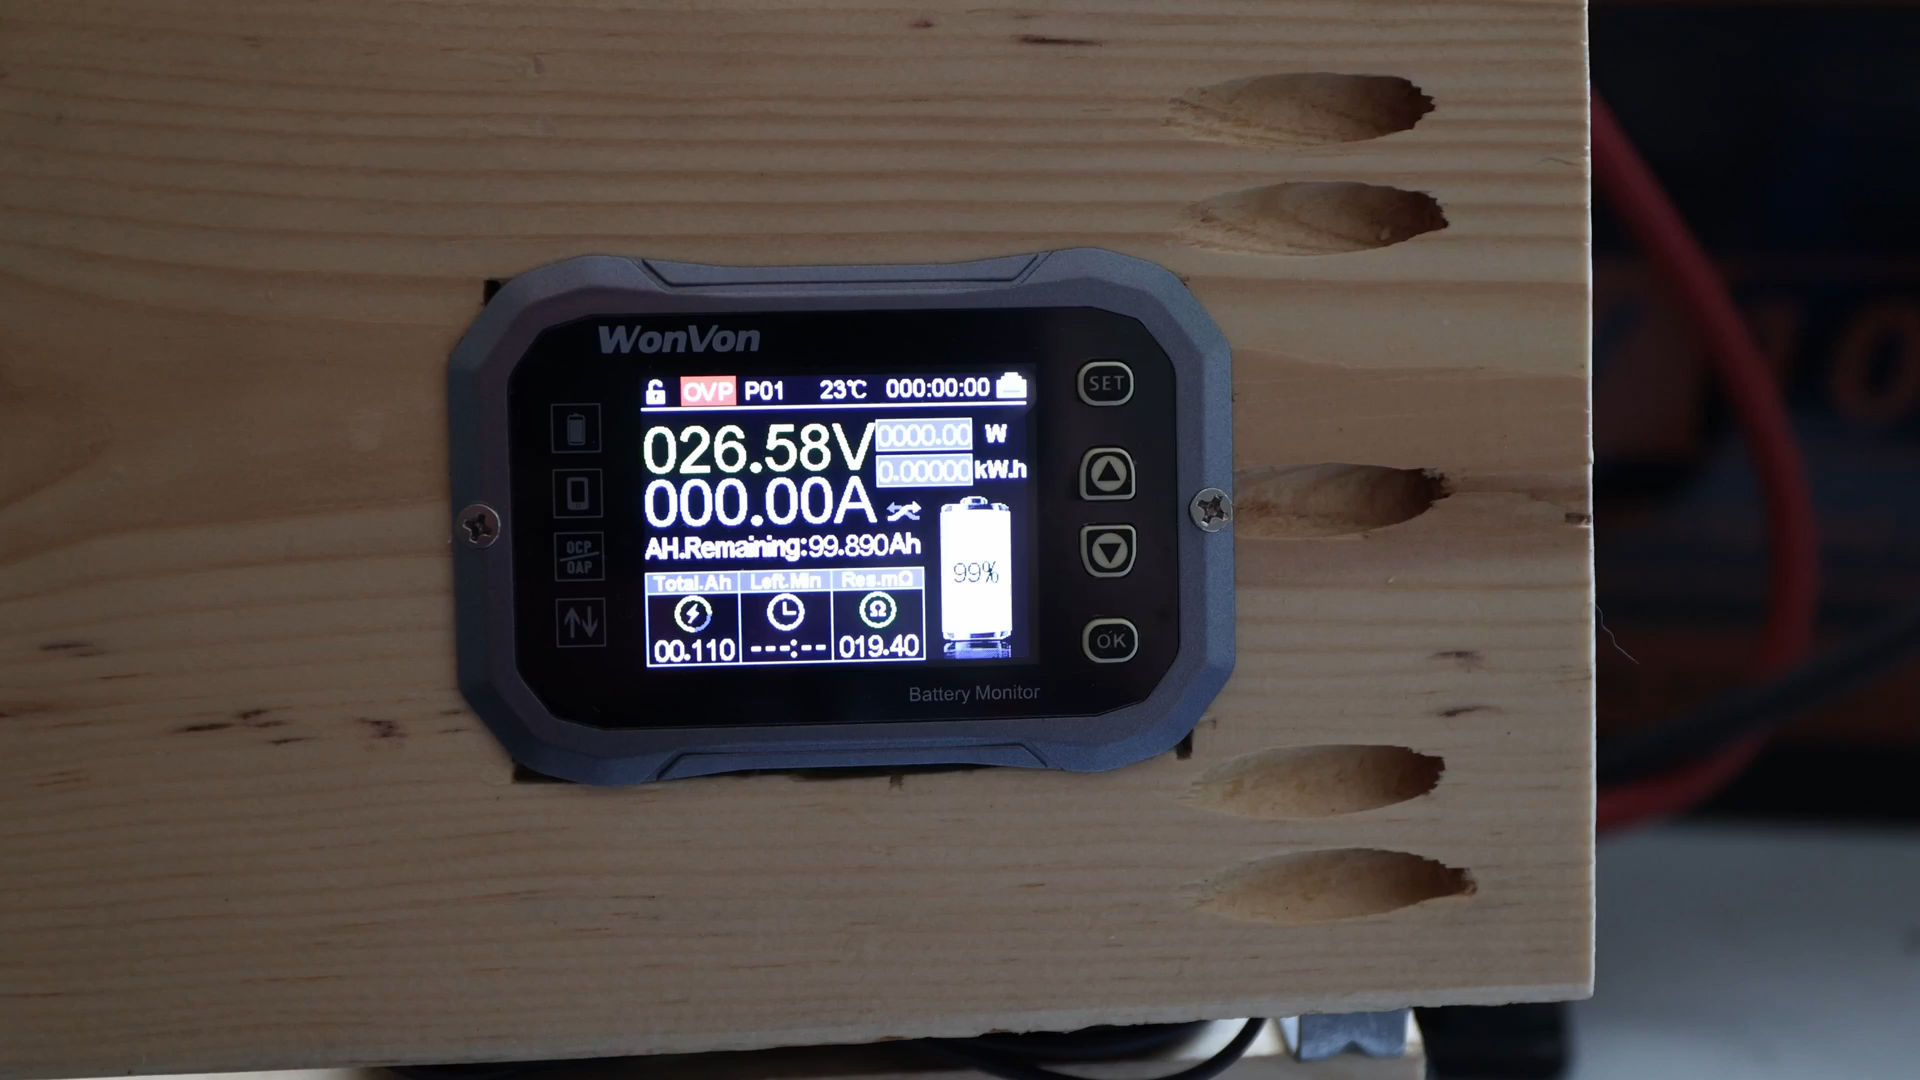 WonVon
OVP P01 23℃ 000:00:00
026.58V 0000.00 W
0.00000 kW.h
000.00A
AH.Remaining:99.890Ah
99%
Total.Ah Left.Min Res.mΩ
Ω
00.110 ---:-- 019.40
Battery Monitor
OCP
OAP
SET
OK